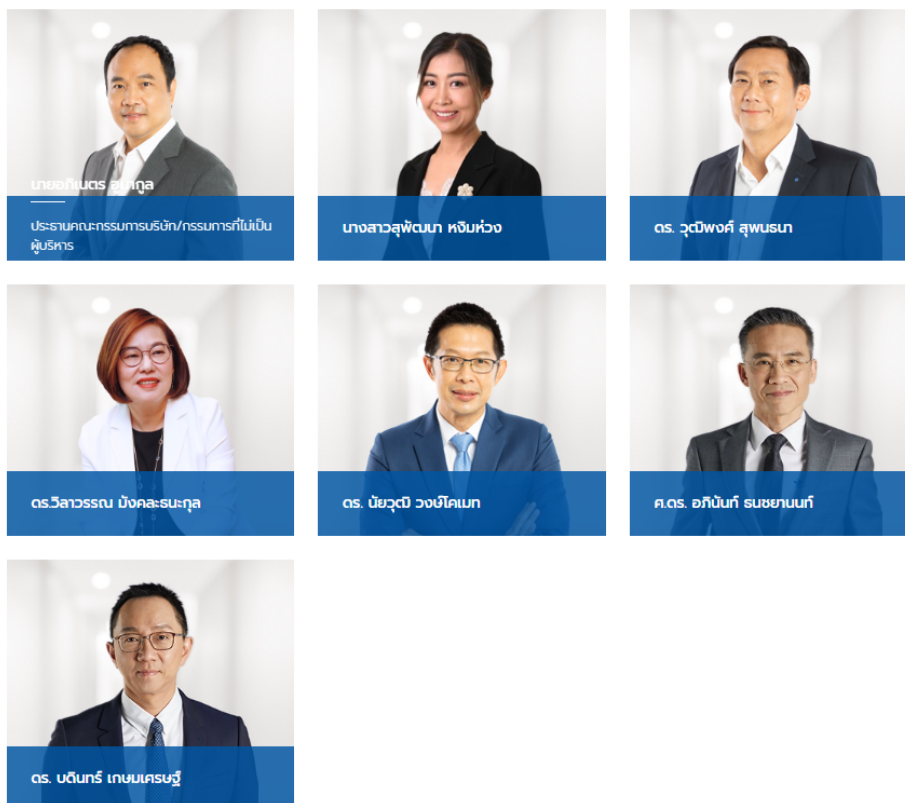 นายอภิเนตร อูนากูล
ประธานคณะกรรมการบริษัท/กรรมการที่ไม่เป็น
ผู้บริหาร
นางสาวสุพัฒนา หงิมห่วง
ดร. วุฒิพงศ์ สุพนธนา
ดร.วิลาวรรณ มังคละธนะกุล
ดร. นัยวุฒิ วงษ์โคเมท
ศ.ดร. อภินันท์ ธนชยานนท์
ดร. บดินทร์ เกษมเศรษฐ์